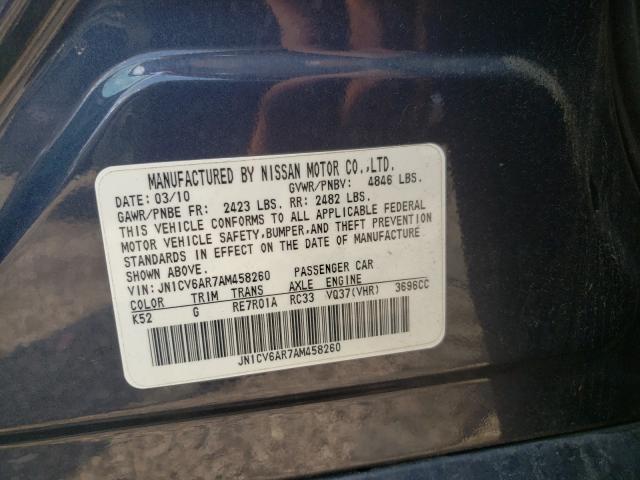 MANUFACTURED BY NISSAN MOTOR CO.,LTD.
DATE: 03/10 GVWR/PNBV: 4846 LBS.
GAWR/PNBE FR: 2423 LBS. RR: 2482 LBS.
THIS VEHICLE CONFORMS TO ALL APPLICABLE FEDERAL
MOTOR VEHICLE SAFETY,BUMPER,AND THEFT PREVENTION
STANDARDS IN EFFECT ON THE DATE OF MANUFACTURE
SHOWN ABOVE.
VIN: JN1CV6AR7AM458260 PASSENGER CAR
COLOR TRIM TRANS AXLE ENGINE
K52 G RE7R01A RC33 VQ37(VHR) 3696CC
JN1CV6AR7AM458260